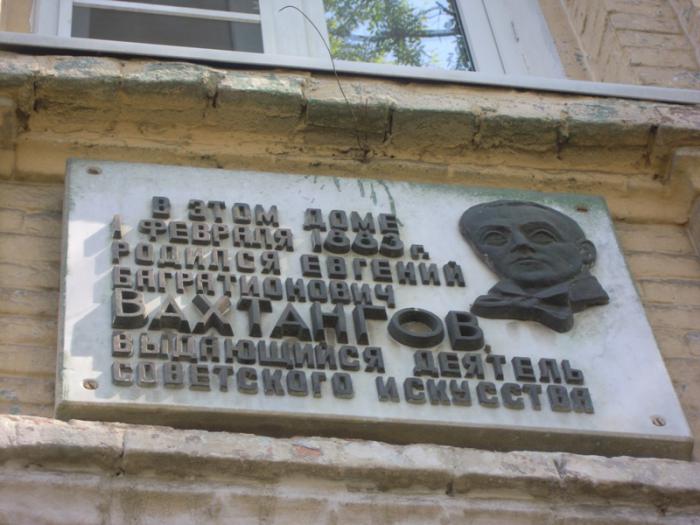 В ЭТОМ ДОМЕ
1 ФЕВРАЛЯ 1883 г.
РОДИЛСЯ ЕВГЕНИЙ
БАГРАТИОНОВИЧ
ВАХТАНГОВ,
ВЫДАЮЩИЙСЯ ДЕЯТЕЛЬ
СОВЕТСКОГО ИСКУССТВА